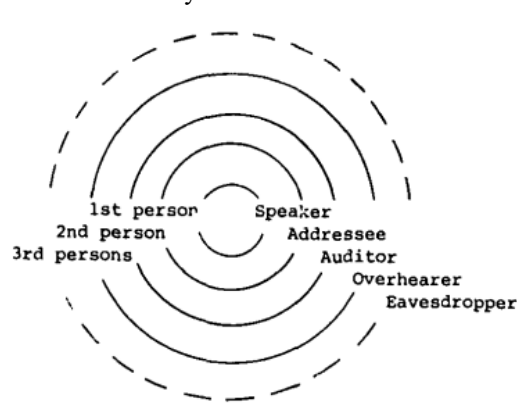 1st person Speaker
2nd person Addressee
3rd persons Auditor
Overhearer
Eavesdropper